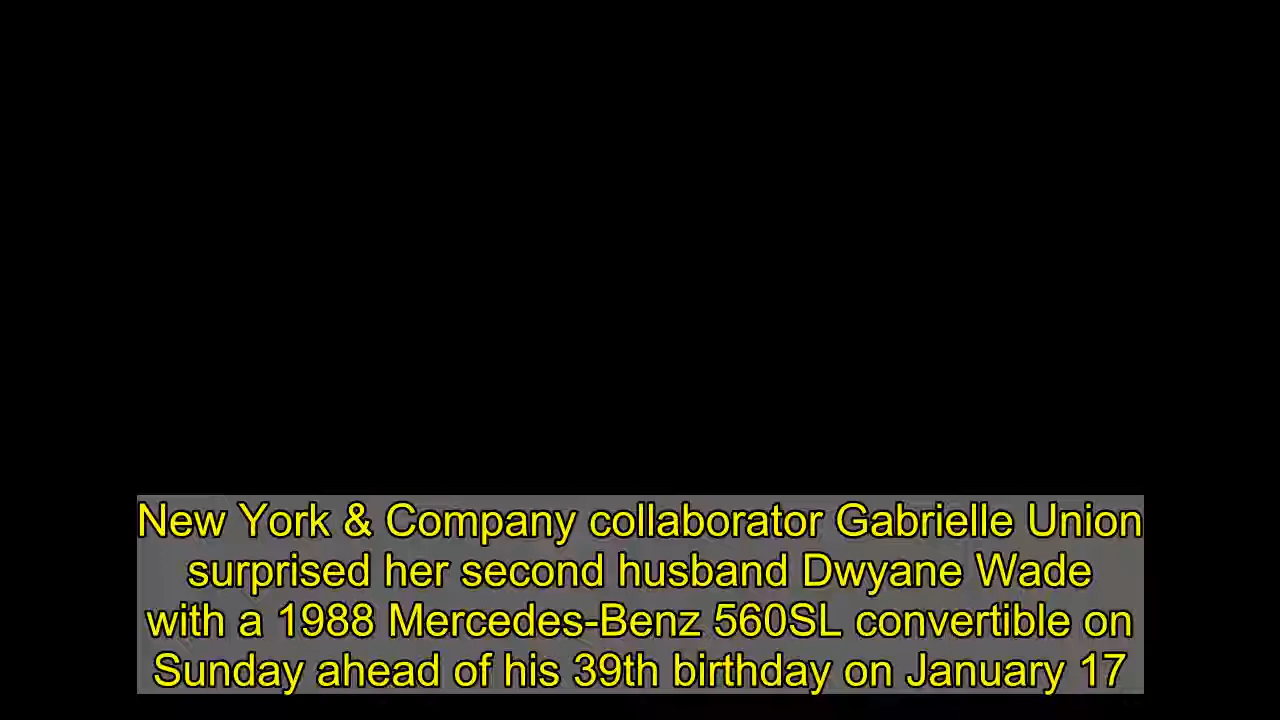 New York & Company collaborator Gabrielle Union
surprised her second husband Dwyane Wade
with a 1988 Mercedes-Benz 560SL convertible on
Sunday ahead of his 39th birthday on January 17